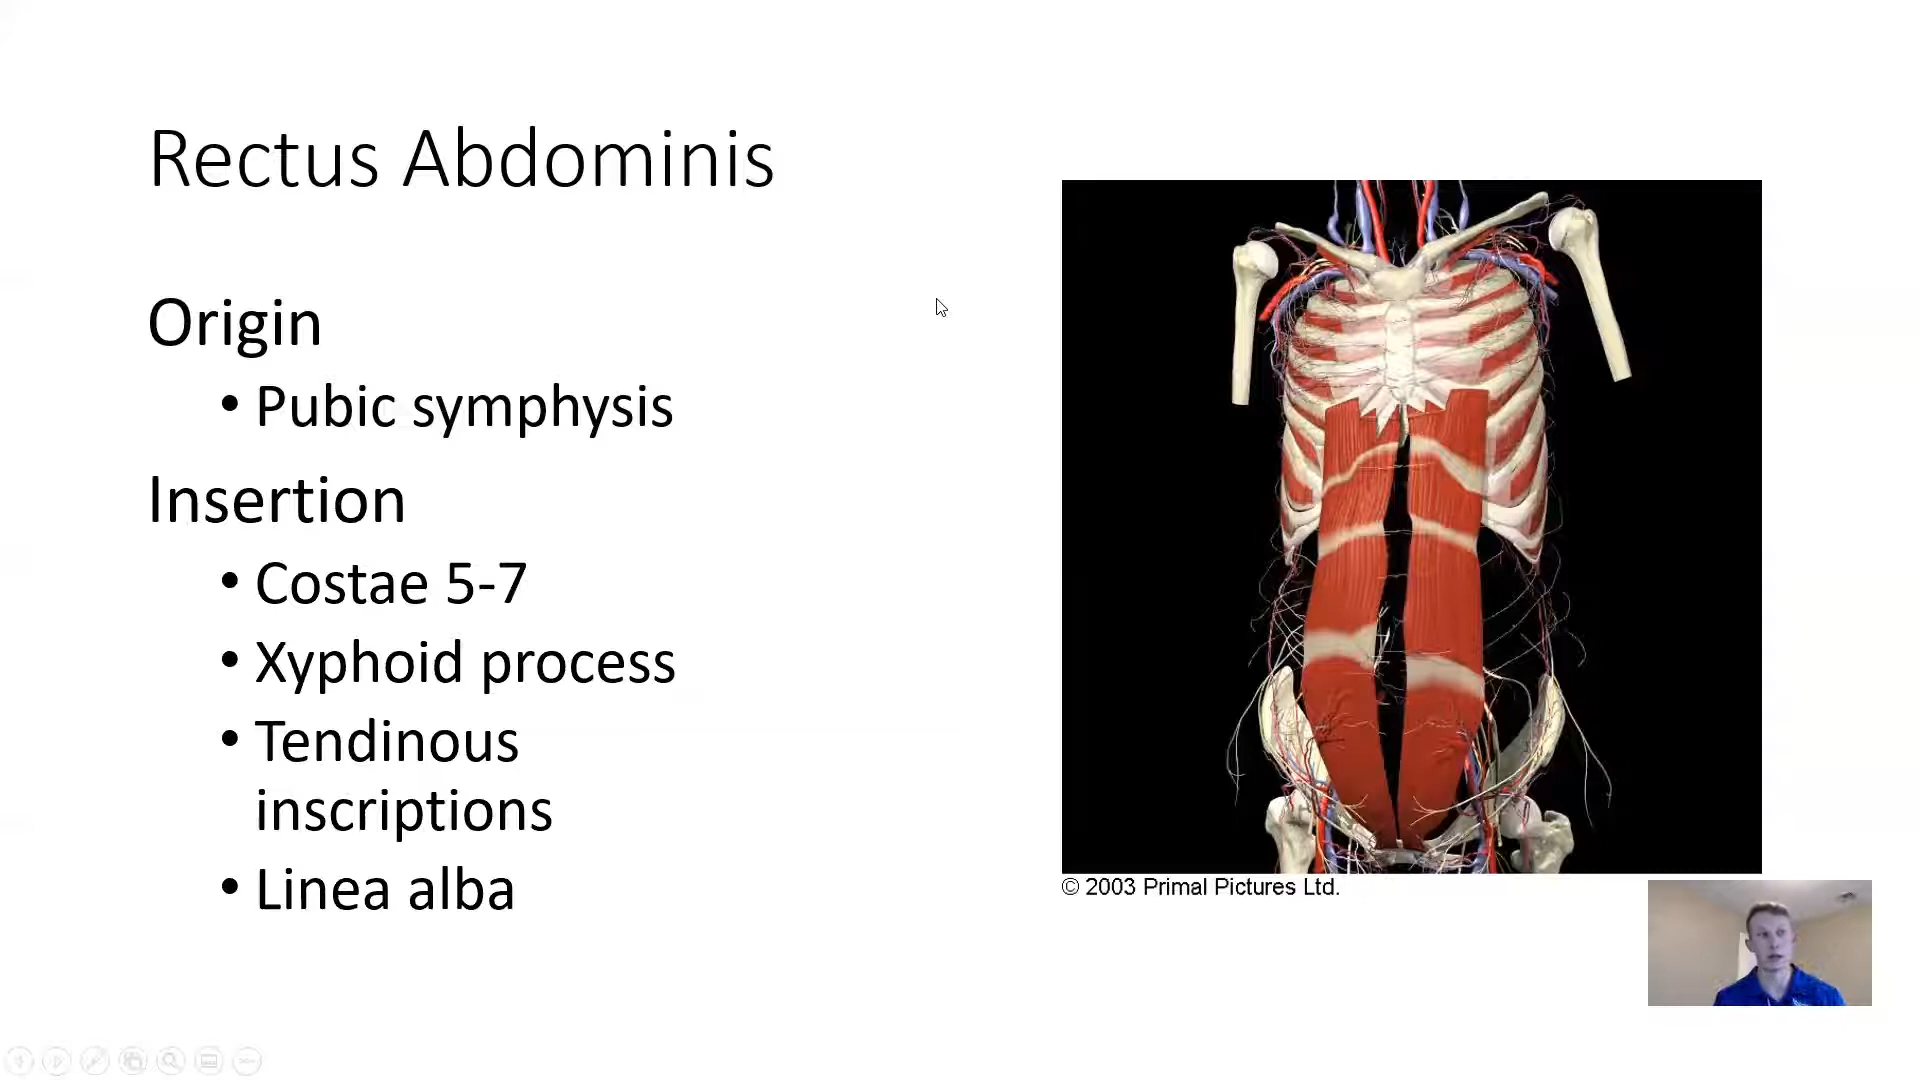 Rectus Abdominis
Origin
• Pubic symphysis
Insertion
• Costae 5-7
• Xyphoid process
• Tendinous
inscriptions
• Linea alba
© 2003 Primal Pictures Ltd.